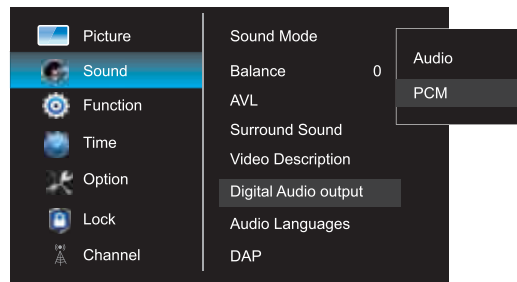 Picture
Sound
Function
Time
Option
Lock
Channel
Sound Mode
Balance 0
AVL
Surround Sound
Video Description
Digital Audio output
Audio Languages
DAP
Audio
PCM